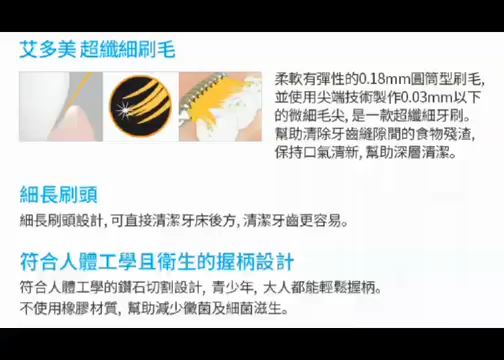 艾多美 超纖細刷毛
柔軟有彈性的0.18mm圓筒型刷毛,
並使用尖端技術製作0.03mm以下
的微細毛尖, 是一款超纖細牙刷。
幫助清除牙齒縫隙間的食物殘渣,
保持口氣清新, 幫助深層清潔。
細長刷頭
細長刷頭設計, 可直接清潔牙床後方, 清潔牙齒更容易。
符合人體工學且衛生的握柄設計
符合人體工學的鑽石切割設計, 青少年, 大人都能輕鬆握柄。
不使用橡膠材質, 幫助減少黴菌及細菌滋生。